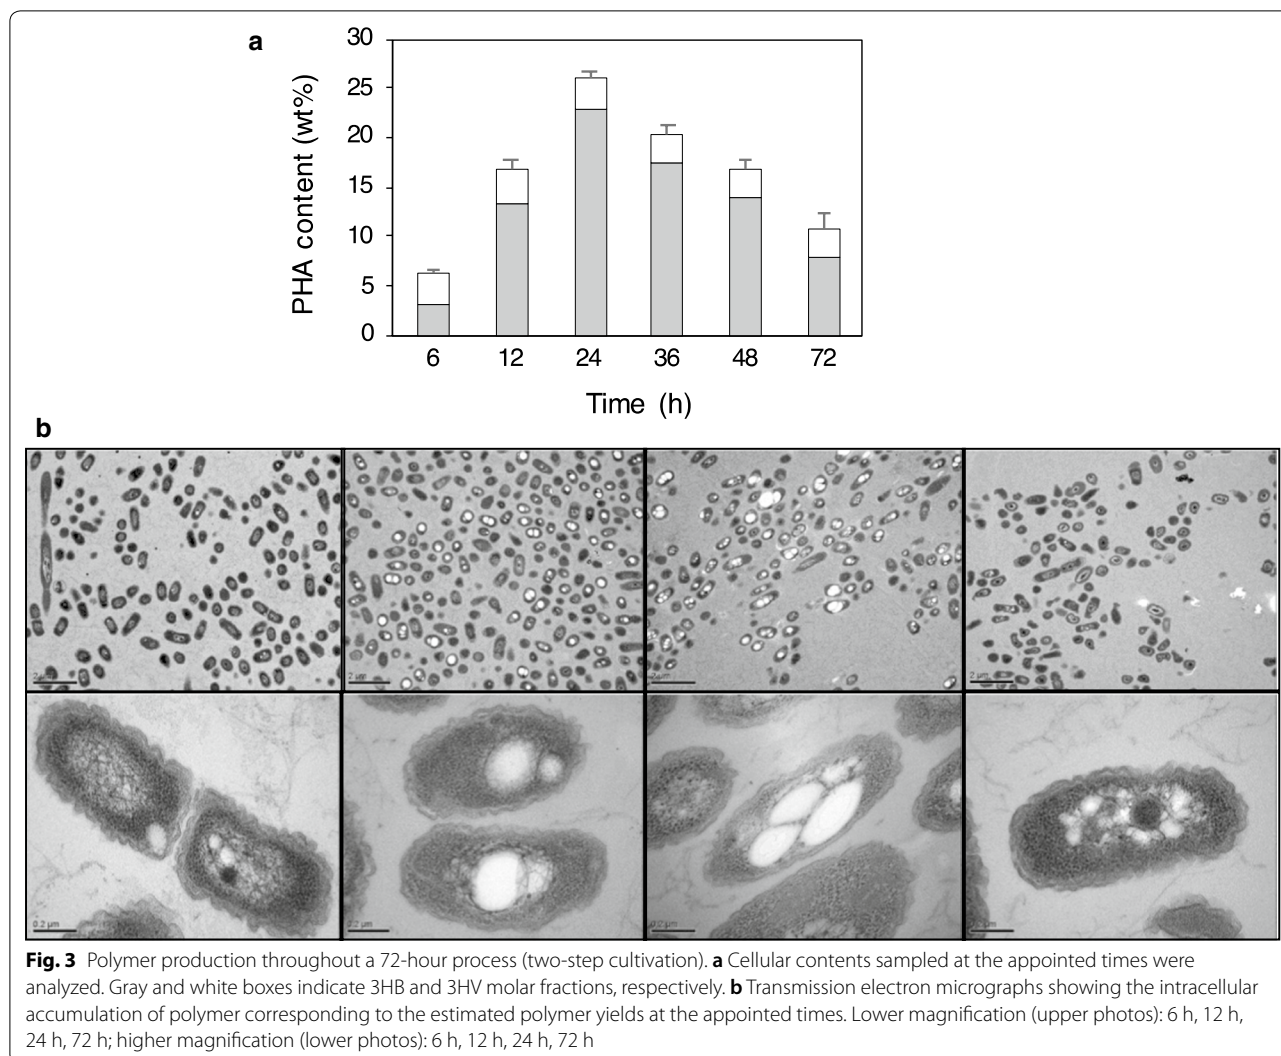 a
30
25
20
15
10
5
0
PHA content (wt%)
6 12 24 36 48 72
Time (h)
b
2 µm
2 µm
2 µm
0.2 µm
0.2 µm
0.2 µm
Fig. 3 Polymer production throughout a 72-hour process (two-step cultivation). a Cellular contents sampled at the appointed times were
analyzed. Gray and white boxes indicate 3HB and 3HV molar fractions, respectively. b Transmission electron micrographs showing the intracellular
accumulation of polymer corresponding to the estimated polymer yields at the appointed times. Lower magnification (upper photos): 6 h, 12 h,
24 h, 72 h; higher magnification (lower photos): 6 h, 12 h, 24 h, 72 h